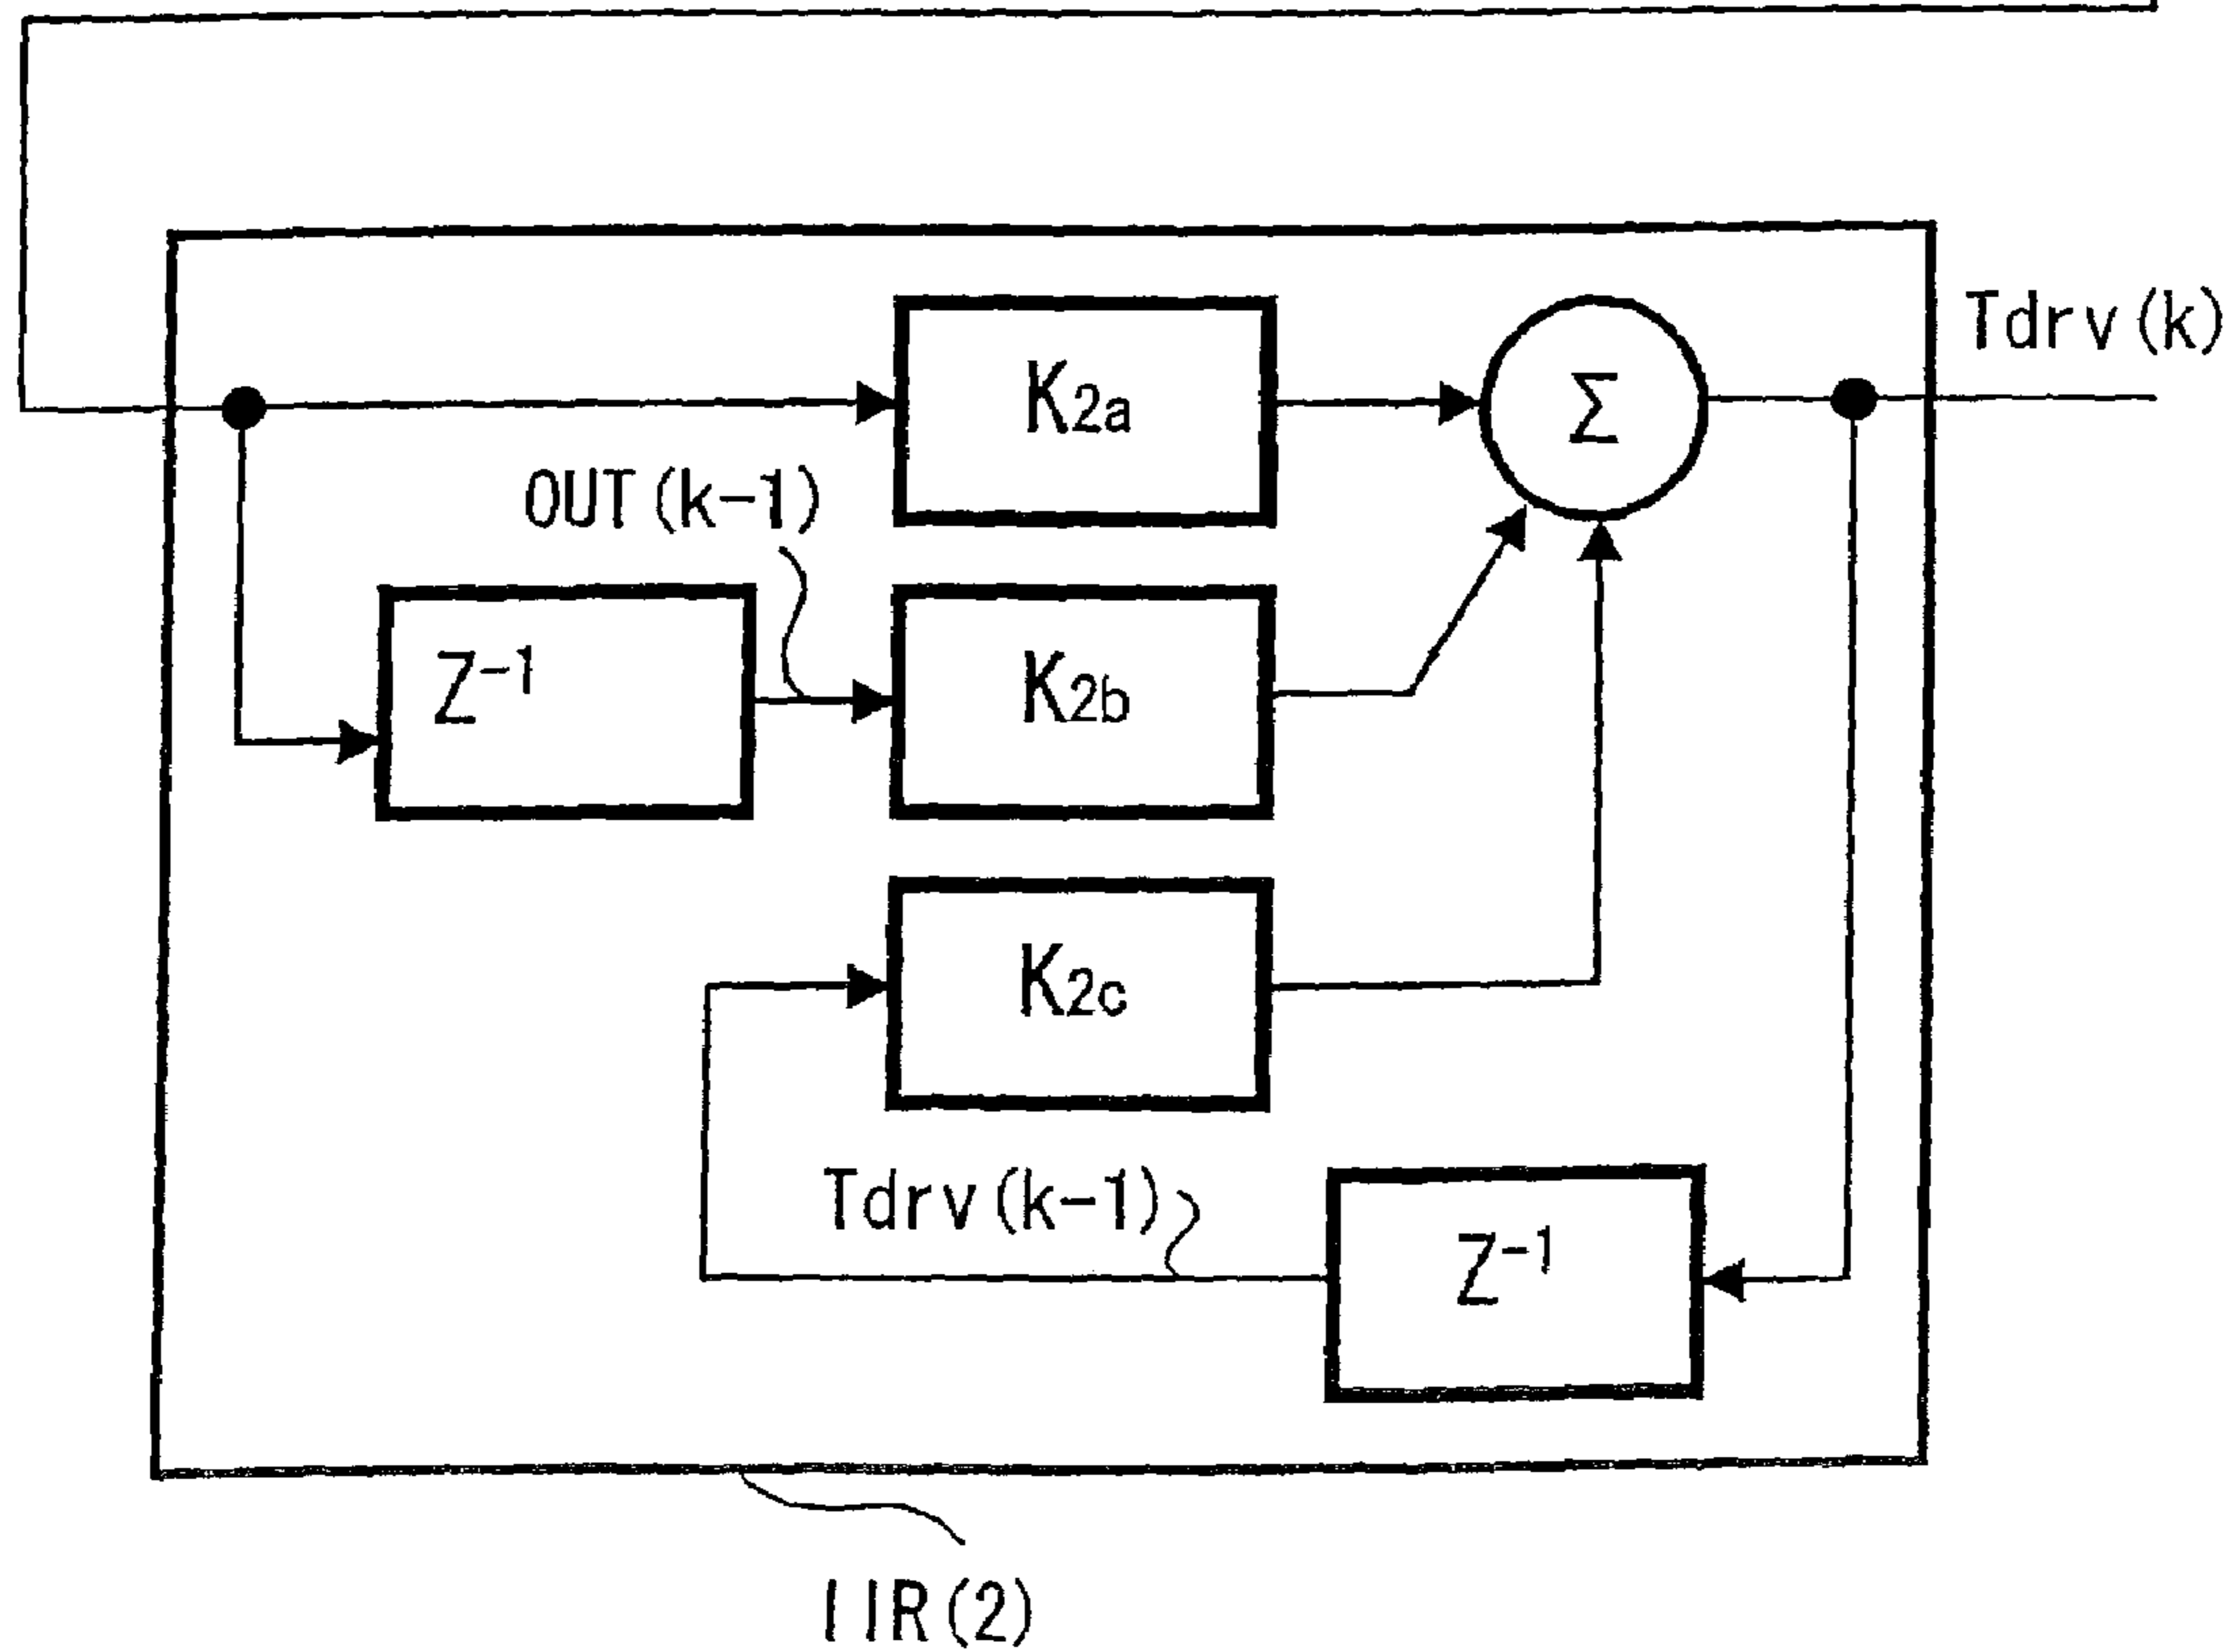 Tdrv(k)
K2a
Σ
OUT(k-1)
Z-1
K2b
K2c
Tdrv(k-1)
Z-1
IIR(2)